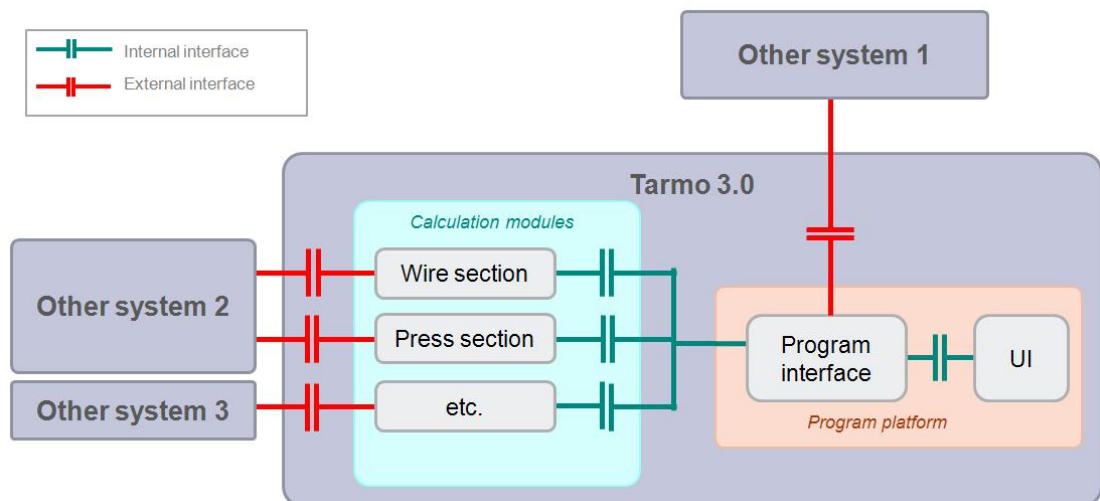 Internal interface
External interface
Other system 1
Tarmo 3.0
Calculation modules
Wire section
Other system 2
Press section
Program
interface
UI
Other system 3
etc.
Program platform